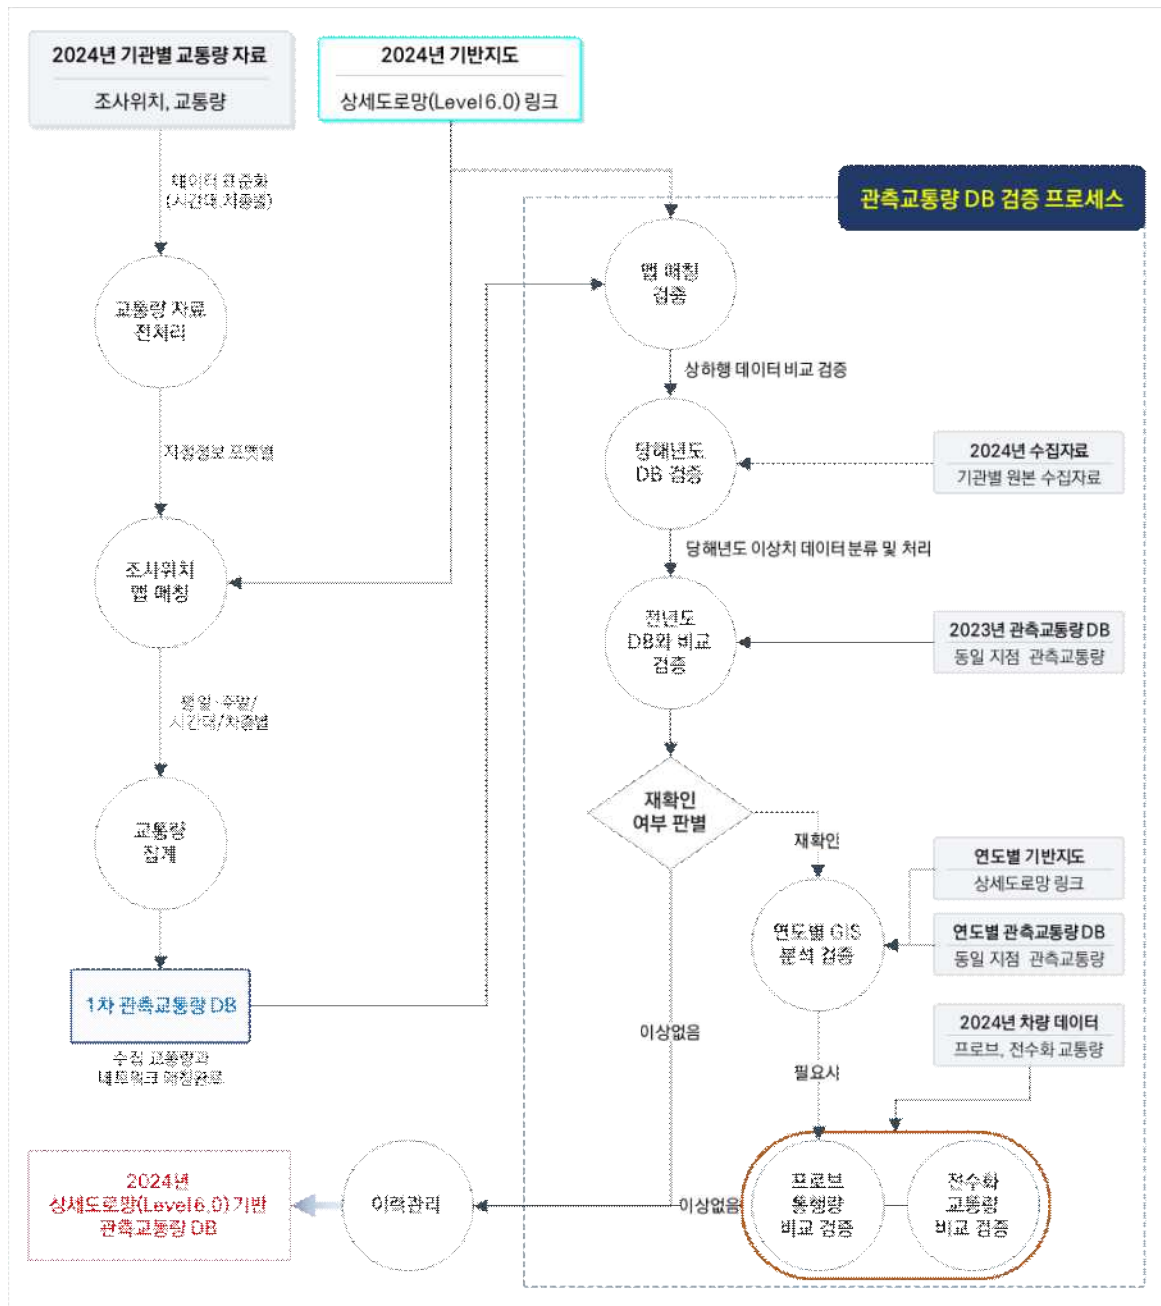 2024년 기관별 교통량 자료
조사위치, 교통량
2024년 기반지도
상세도로망(Level 6.0) 링크
데이터 표준화
(시간대 차종별)
관측교통량 DB 검증 프로세스
맵 매칭
검증
교통량 자료
전처리
상하행 데이터 비교 검증
지점정보 포맷별
당해년도
DB 검증
2024년 수집자료
기관별 원본 수집자료
당해년도 이상치 데이터 분류 및 처리
조사위치
맵 매칭
전년도
DB와 비교
검증
2023년 관측교통량 DB
동일 지점 관측교통량
평일·주말/
시간대/차종별
재확인
여부 판별
재확인
교통량
집계
연도별 기반지도
상세도로망 링크
연도별 GIS
분석 검증
연도별 관측교통량 DB
동일 지점 관측교통량
1차 관측교통량 DB
수집 교통량과
네트워크 매칭완료
이상없음
2024년 차량 데이터
프로브, 전수화 교통량
필요시
2024년
상세도로망(Level 6.0) 기반
관측교통량 DB
이력관리
이상없음
프로브
통행량
비교 검증
전수화
교통량
비교 검증